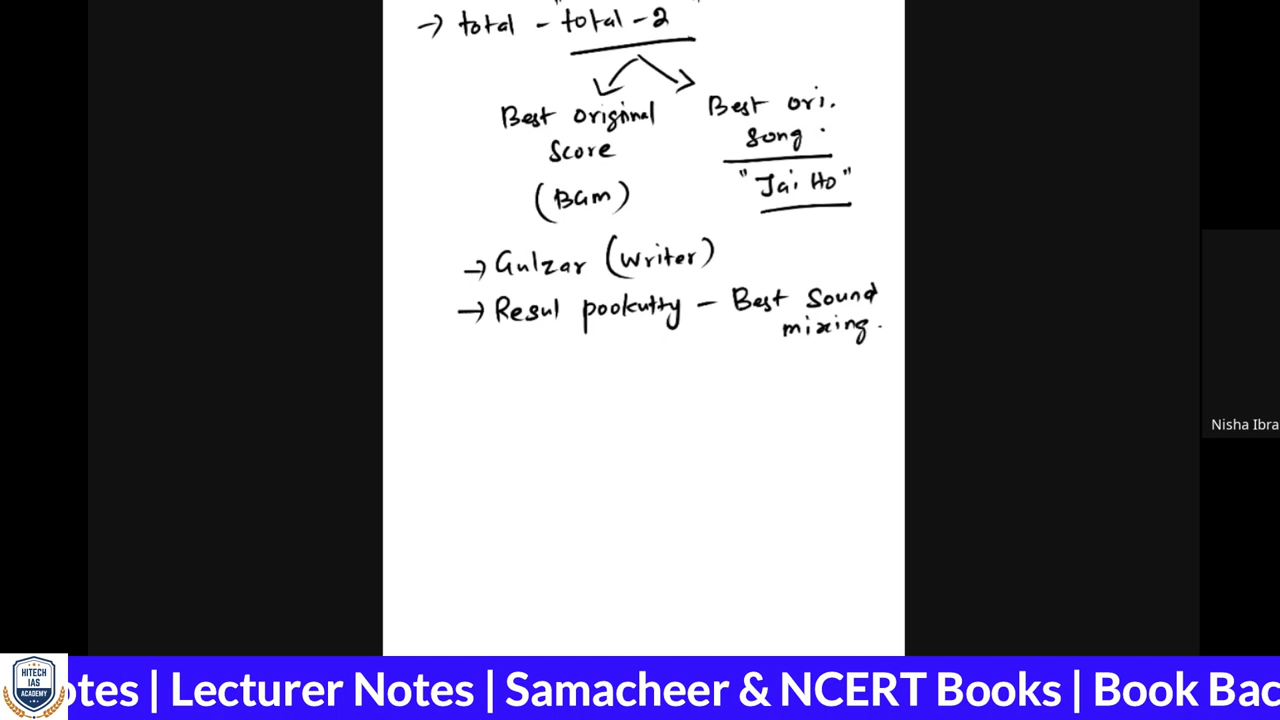 → total - "total - 2"
Best original
Score
(BGM)
Best ori.
Song.
"Jai Ho"
→ Gulzar (writer)
→ Resul pookutty - Best Sound
mixing.
Nisha Ibra
HITECH
IAS
ACADEMY
otes | Lecturer Notes | Samacheer & NCERT Books | Book Bac